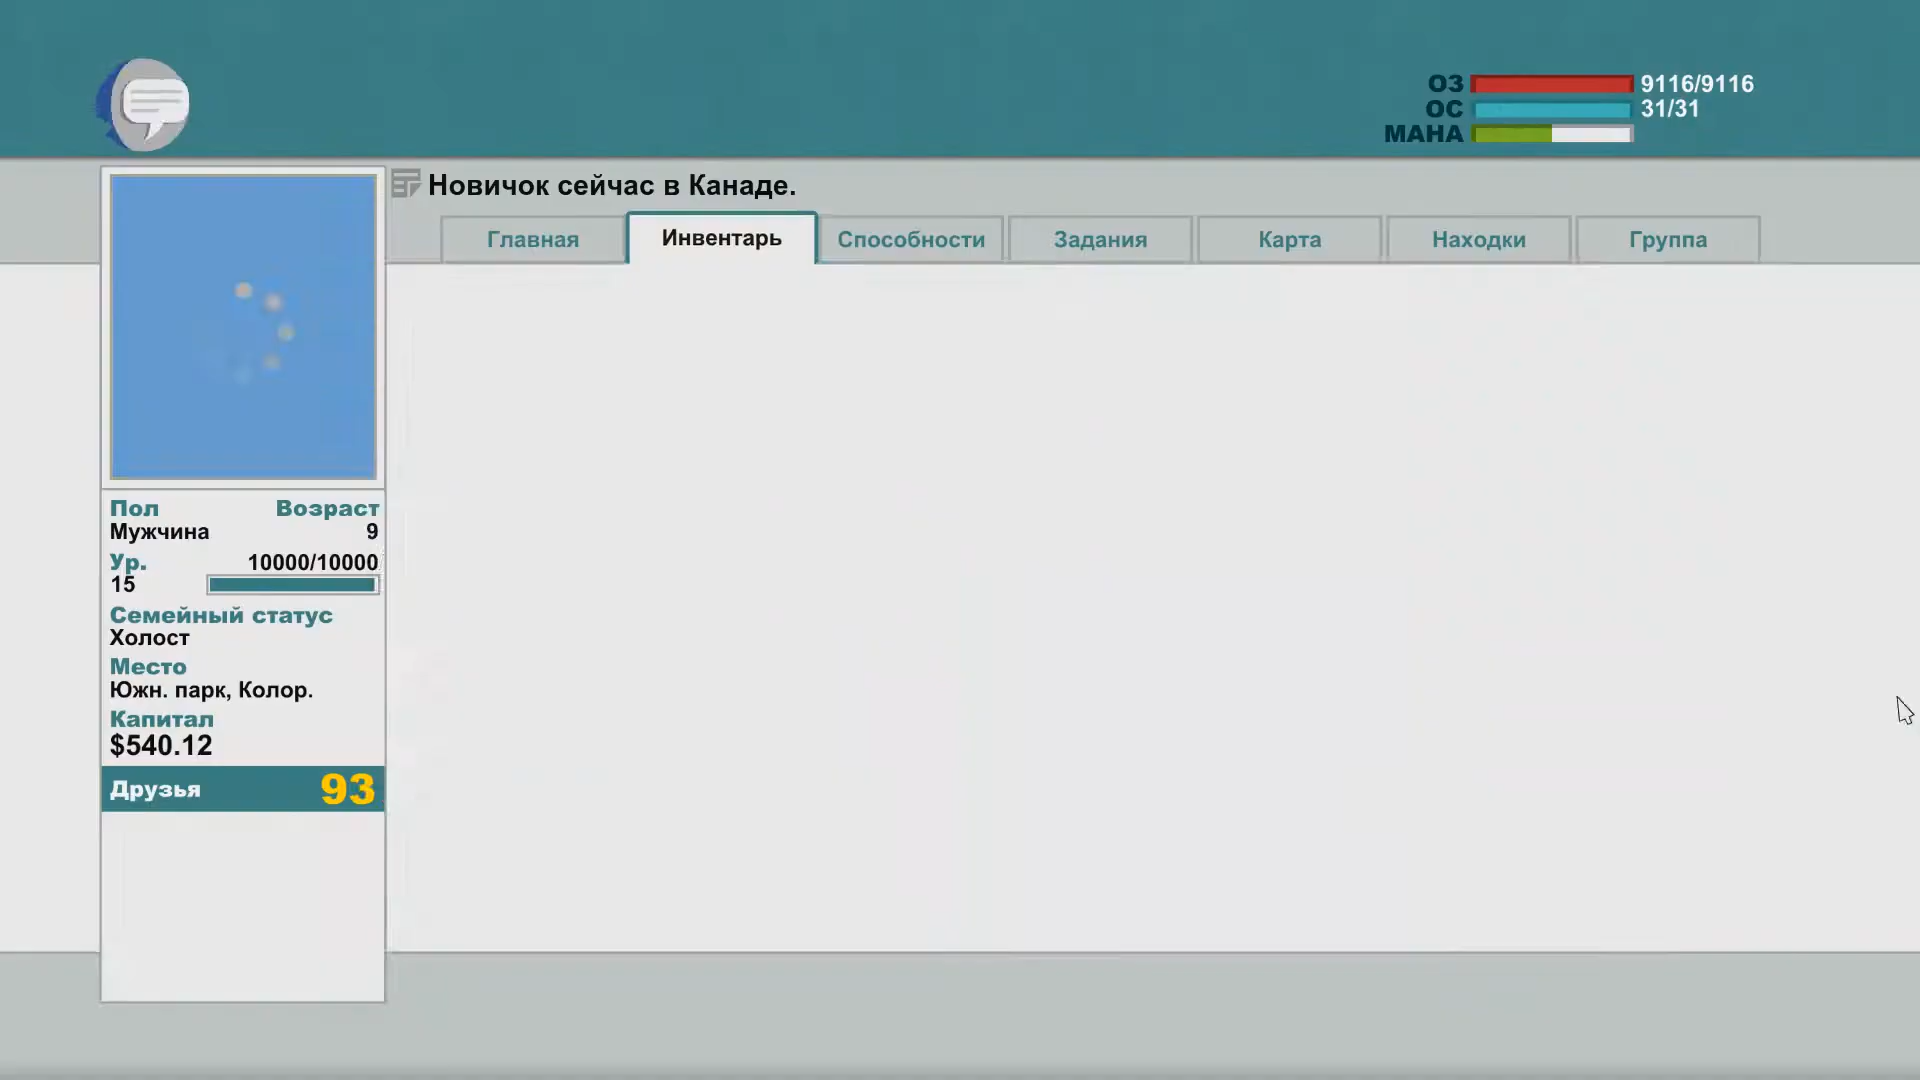 ОЗ 9116/9116
ОС 31/31
МАНА
Новичок сейчас в Канаде.
Главная Инвентарь Способности Задания Карта Находки Группа
Пол Возраст
Мужчина 9
Ур. 10000/10000
15
Семейный статус
Холост
Место
Южн. парк, Колор.
Капитал
$540.12
Друзья 93